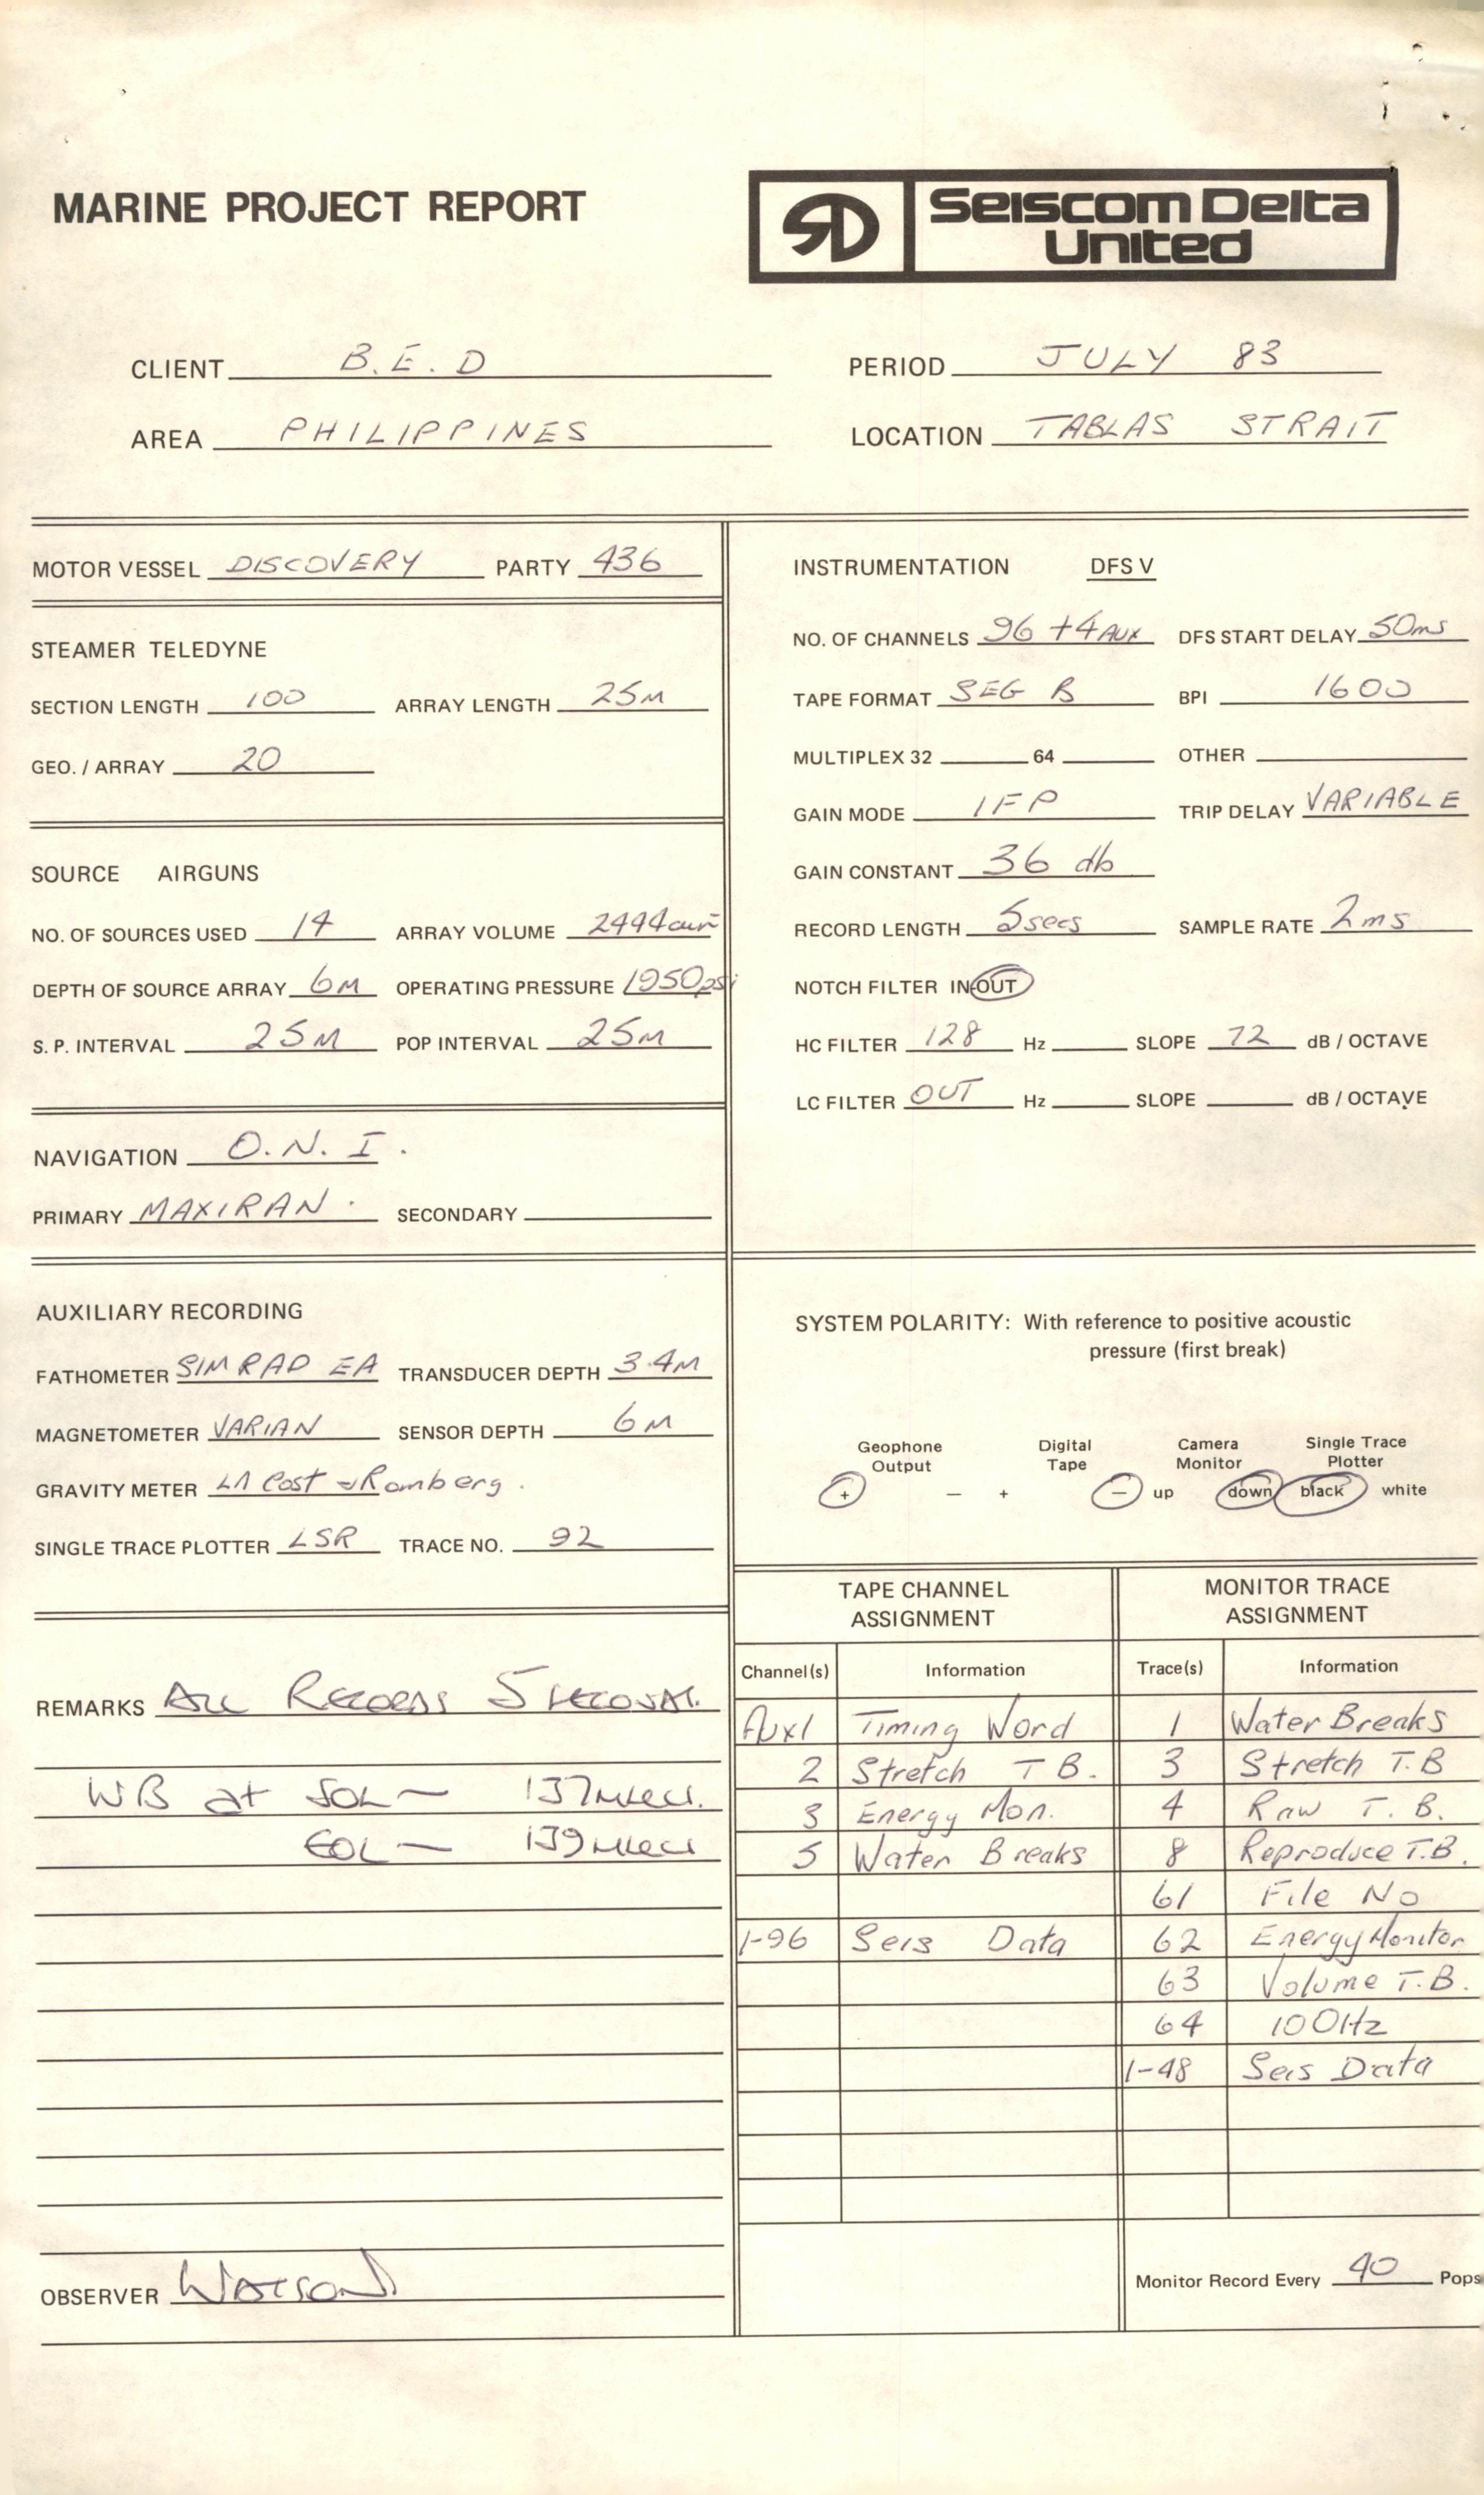 MARINE PROJECT REPORT
SD Seiscom Delta
United
CLIENT B.E.D PERIOD JULY 83
AREA PHILIPPINES LOCATION TABLAS STRAIT
MOTOR VESSEL DISCOVERY PARTY 436
STEAMER TELEDYNE
SECTION LENGTH 100 ARRAY LENGTH 25M
GEO. / ARRAY 20
SOURCE AIRGUNS
NO. OF SOURCES USED 14 ARRAY VOLUME 2494
DEPTH OF SOURCE ARRAY 6M OPERATING PRESSURE 1950psi
S. P. INTERVAL 25M POP INTERVAL 25M
NAVIGATION O.N.I.
PRIMARY MAXIRAN. SECONDARY
AUXILIARY RECORDING
FATHOMETER SIMRAD EA TRANSDUCER DEPTH 3.4M
MAGNETOMETER VARIAN SENSOR DEPTH 6M
GRAVITY METER LA Cost & Romberg.
SINGLE TRACE PLOTTER LSR TRACE NO. 92
REMARKS ALL RECORDS 5 SECONDS.
WB at SOL - 137msec.
EOL - 139msec
OBSERVER WATSON
INSTRUMENTATION DFS V
NO. OF CHANNELS 96 +4 AUX DFS START DELAY 50ms
TAPE FORMAT SEG B BPI 1600
MULTIPLEX 32 64 OTHER
GAIN MODE IFP TRIP DELAY VARIABLE
GAIN CONSTANT 36 db
RECORD LENGTH 5secs SAMPLE RATE 2ms
NOTCH FILTER IN OUT
HC FILTER 128 Hz SLOPE 72 dB / OCTAVE
LC FILTER OUT Hz SLOPE dB / OCTAVE
SYSTEM POLARITY: With reference to positive acoustic
pressure (first break)
Geophone Digital Camera Single Trace
Output Tape Monitor Plotter
+ — + — up down black white
TAPE CHANNEL MONITOR TRACE
ASSIGNMENT ASSIGNMENT
Channel(s) Information Trace(s) Information
Aux1 Timing Word 1 Water Breaks
2 Stretch T B. 3 Stretch T.B
3 Energy Mon. 4 Raw T. B.
5 Water Breaks 8 Reproduce T.B.
61 File No
1-96 Seis Data 62 Energy Monitor
63 Volume T.B.
64 100Hz
1-48 Seis Data
Monitor Record Every 40 Pops